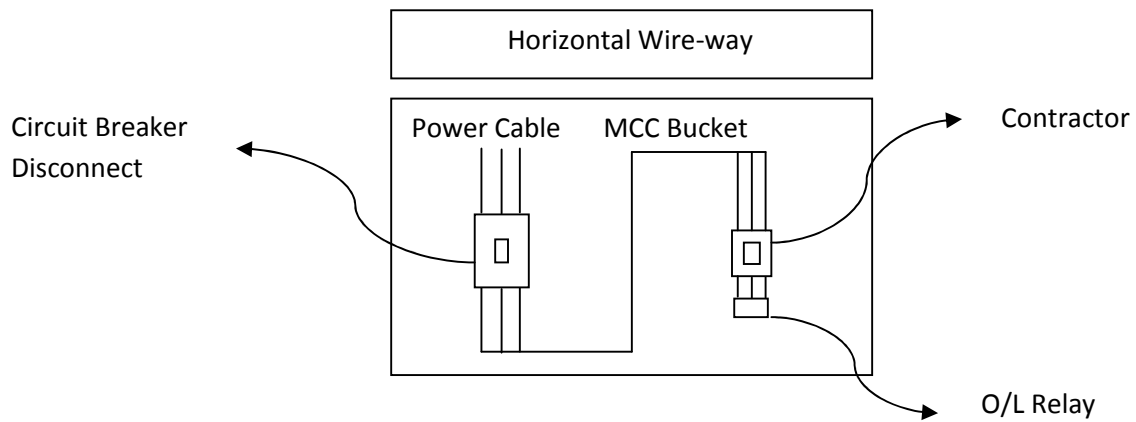 Horizontal Wire-way
Circuit Breaker
Disconnect
Power Cable
MCC Bucket
Contractor
O/L Relay